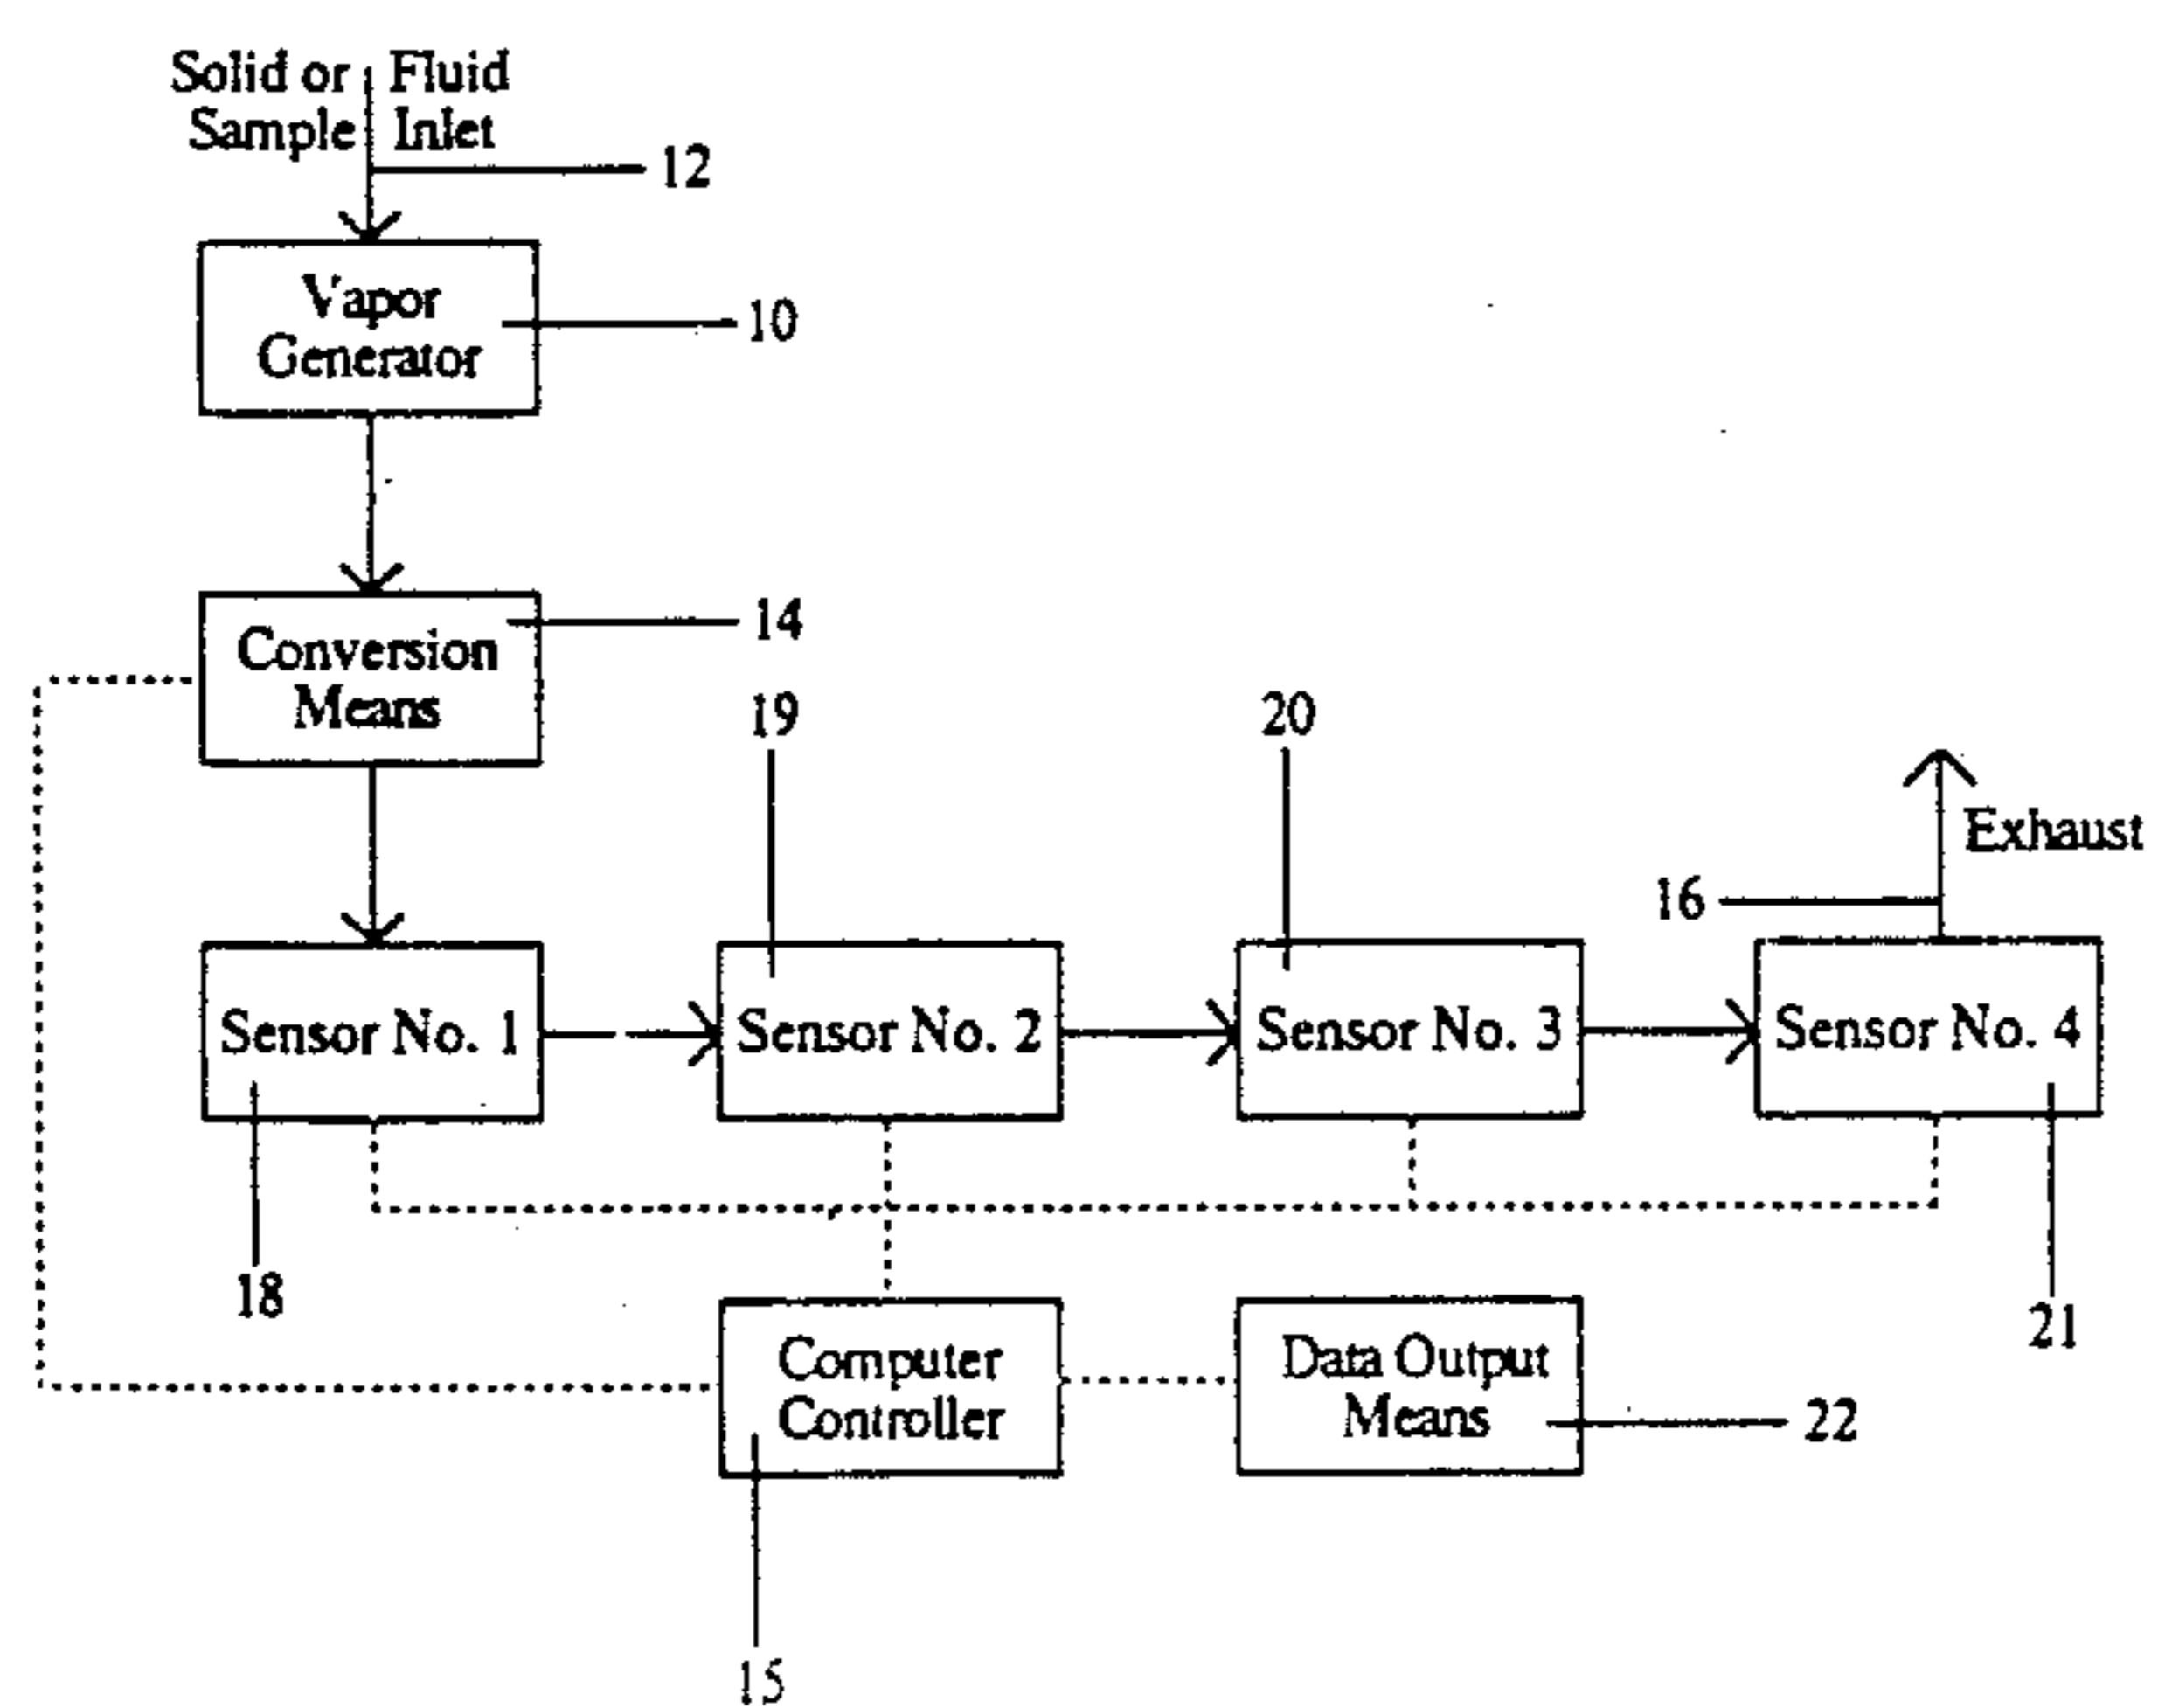 Solid or Fluid
Sample Inlet
12
Vapor
Generator
10
Conversion
Means
14
19
20
Exhaust
16
Sensor No. 1
Sensor No. 2
Sensor No. 3
Sensor No. 4
18
21
Computer
Controller
Data Output
Means
22
15